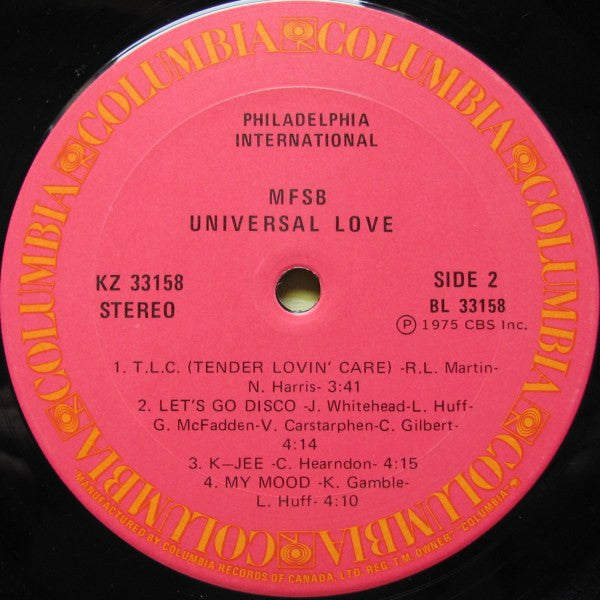 COLUMBIA COLUMBIA COLUMBIA COLUMBIA COLUMBIA COLUMBIA
PHILADELPHIA
INTERNATIONAL
MFSB
UNIVERSAL LOVE
KZ 33158
STEREO
SIDE 2
BL 33158
Ⓟ 1975 CBS Inc.
1. T.L.C. (TENDER LOVIN' CARE) -R.L. Martin-
N. Harris- 3:41
2. LET'S GO DISCO -J. Whitehead-L. Huff-
G. McFadden-V. Carstarphen-C. Gilbert-
4:14
3. K—JEE -C. Hearndon- 4:15
4. MY MOOD -K. Gamble-
L. Huff- 4:10
"MANUFACTURED BY COLUMBIA RECORDS OF CANADA, LTD. REG. T.M. OWNER" "COLUMBIA"